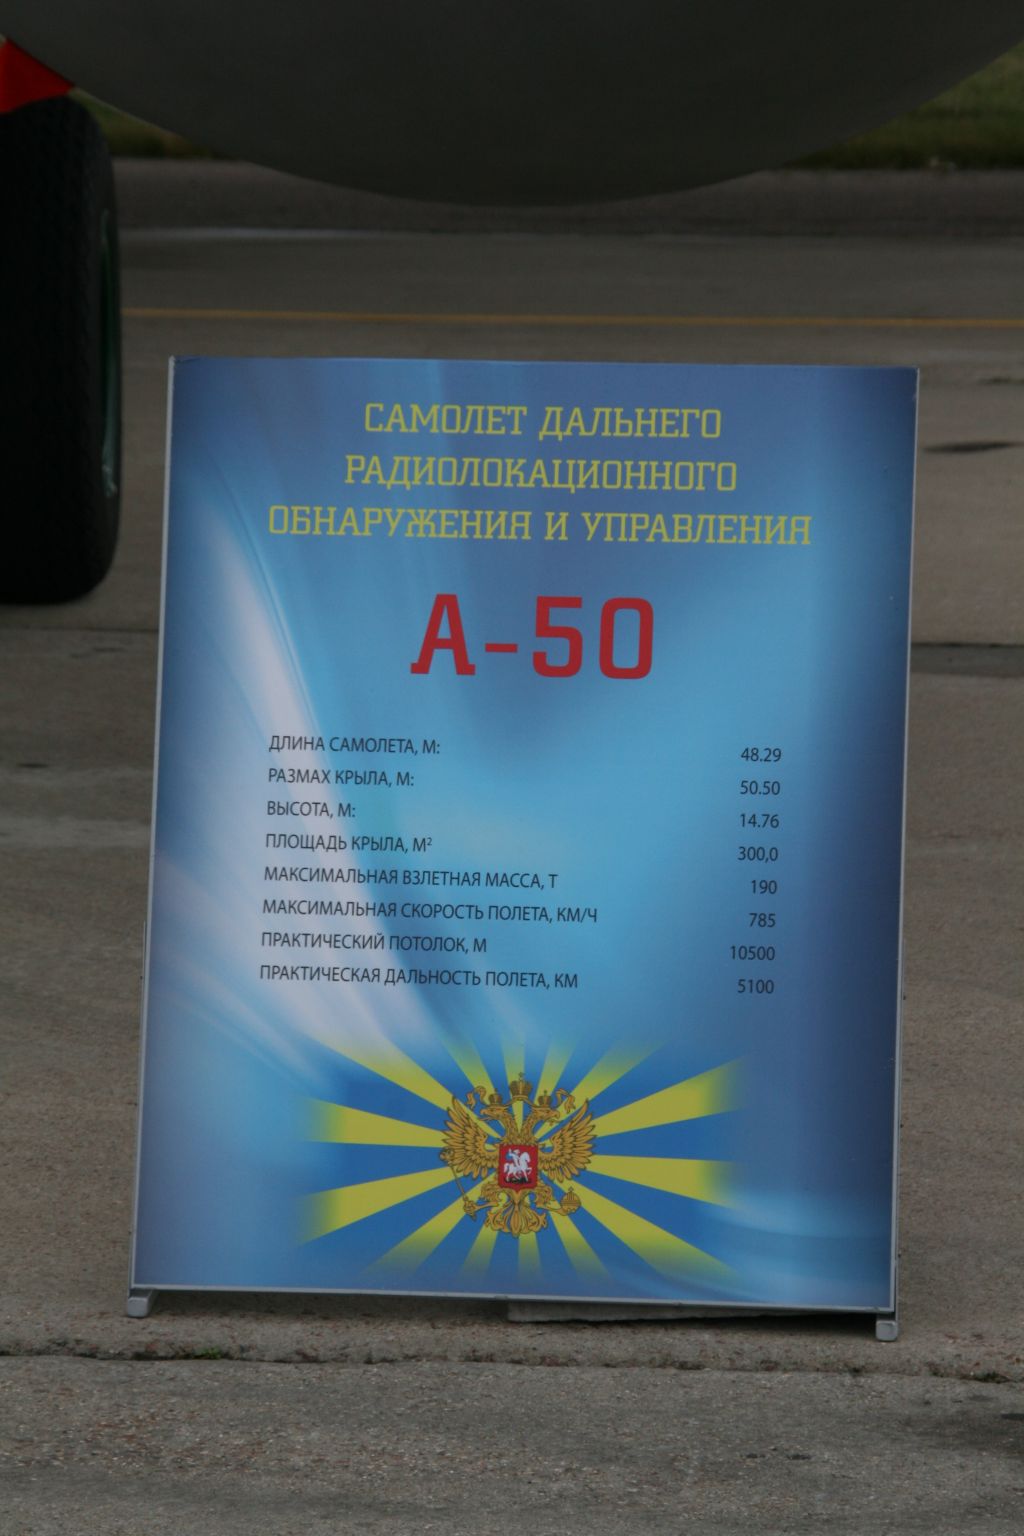 САМОЛЕТ ДАЛЬНЕГО
РАДИОЛОКАЦИОННОГО
ОБНАРУЖЕНИЯ И УПРАВЛЕНИЯ
А-50
ДЛИНА САМОЛЕТА, М: 48.29
РАЗМАХ КРЫЛА, М: 50.50
ВЫСОТА, М: 14.76
ПЛОЩАДЬ КРЫЛА, М² 300,0
МАКСИМАЛЬНАЯ ВЗЛЕТНАЯ МАССА, Т 190
МАКСИМАЛЬНАЯ СКОРОСТЬ ПОЛЕТА, КМ/Ч 785
ПРАКТИЧЕСКИЙ ПОТОЛОК, М 10500
ПРАКТИЧЕСКАЯ ДАЛЬНОСТЬ ПОЛЕТА, КМ 5100